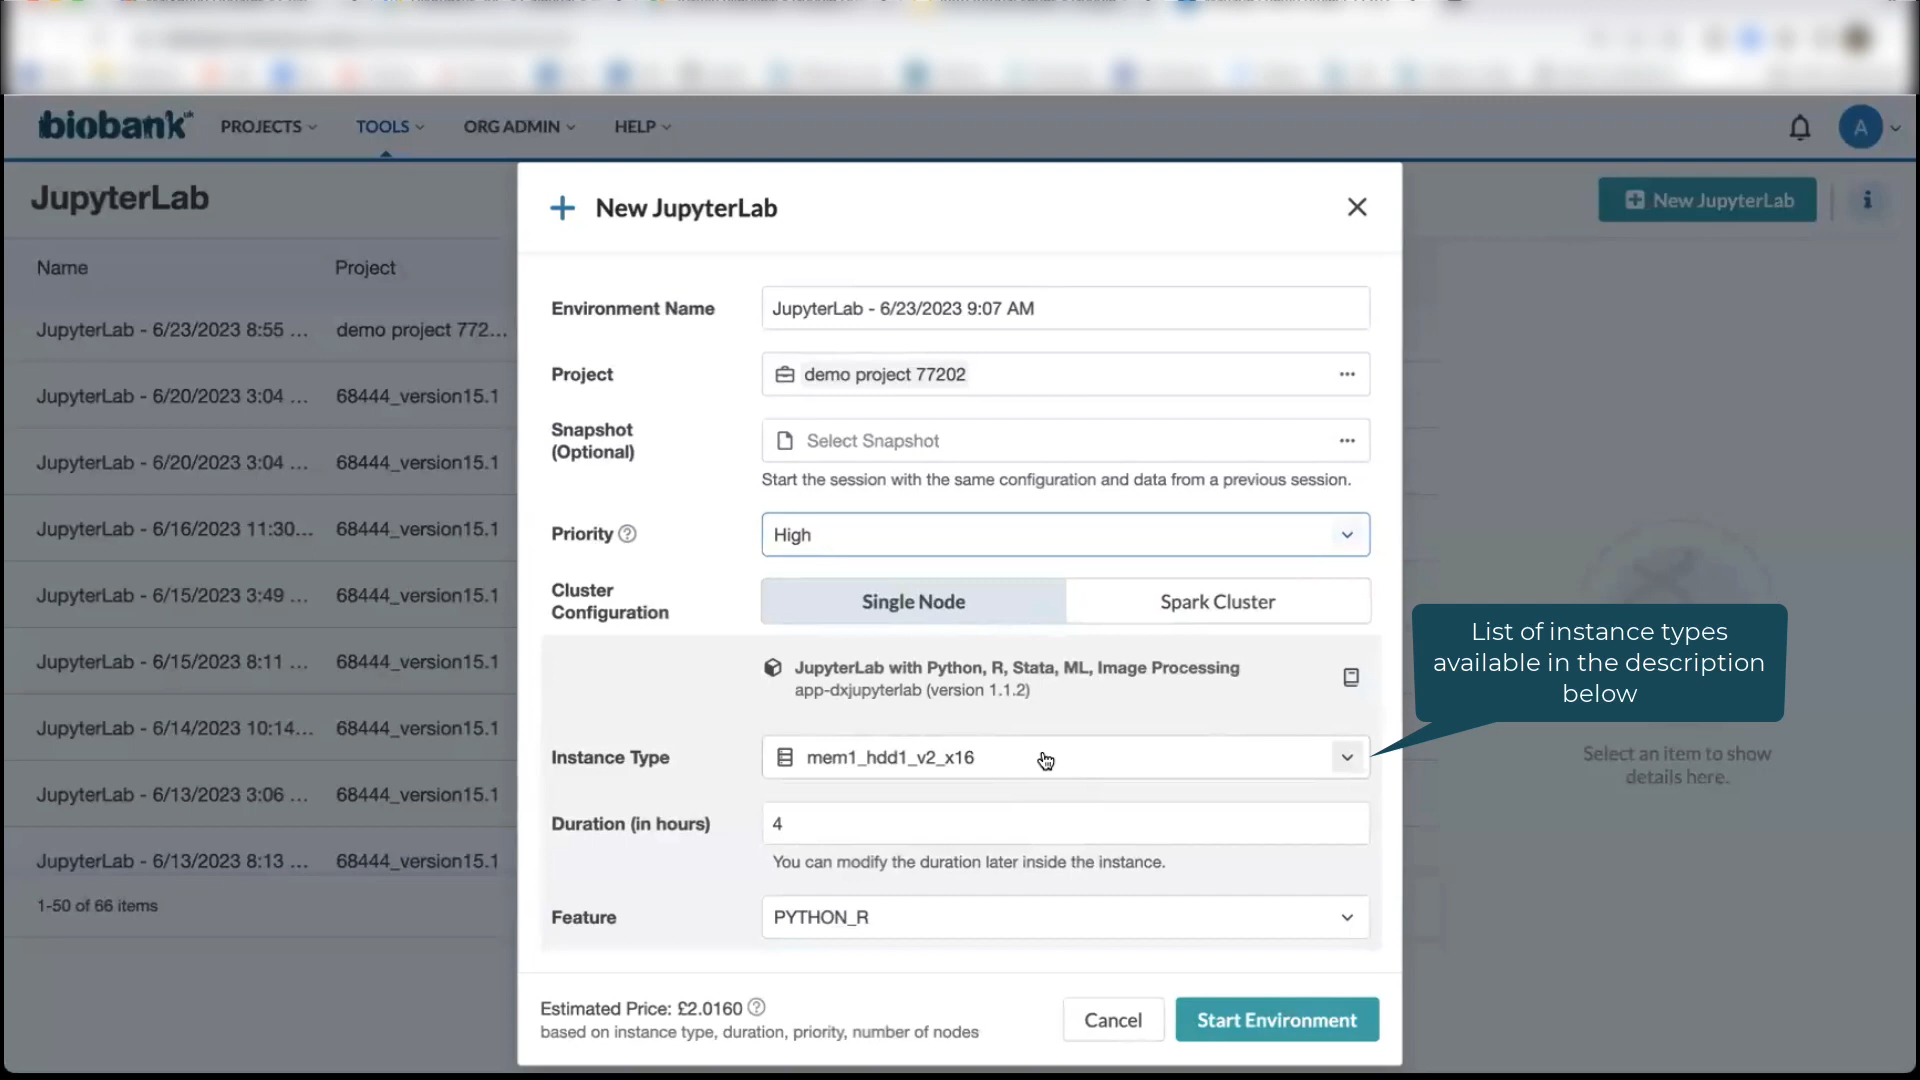 biobank uk
PROJECTS
TOOLS
ORG ADMIN
HELP
A
JupyterLab
New JupyterLab
i
Name
Project
JupyterLab - 6/23/2023 8:55 ...
demo project 772...
JupyterLab - 6/20/2023 3:04 ...
68444_version15.1
JupyterLab - 6/20/2023 3:04 ...
68444_version15.1
JupyterLab - 6/16/2023 11:30...
68444_version15.1
JupyterLab - 6/15/2023 3:49 ...
68444_version15.1
JupyterLab - 6/15/2023 8:11 ...
68444_version15.1
JupyterLab - 6/14/2023 10:14...
68444_version15.1
JupyterLab - 6/13/2023 3:06 ...
68444_version15.1
JupyterLab - 6/13/2023 8:13 ...
68444_version15.1
1-50 of 66 items
New JupyterLab
Environment Name
JupyterLab - 6/23/2023 9:07 AM
Project
demo project 77202
Snapshot
(Optional)
Select Snapshot
Start the session with the same configuration and data from a previous session.
Priority
High
Cluster
Configuration
Single Node
Spark Cluster
JupyterLab with Python, R, Stata, ML, Image Processing
app-dxjupyterlab (version 1.1.2)
Instance Type
mem1_hdd1_v2_x16
Duration (in hours)
4
You can modify the duration later inside the instance.
Feature
PYTHON_R
Estimated Price: £2.0160
based on instance type, duration, priority, number of nodes
Cancel
Start Environment
List of instance types
available in the description
below
Select an item to show
details here.